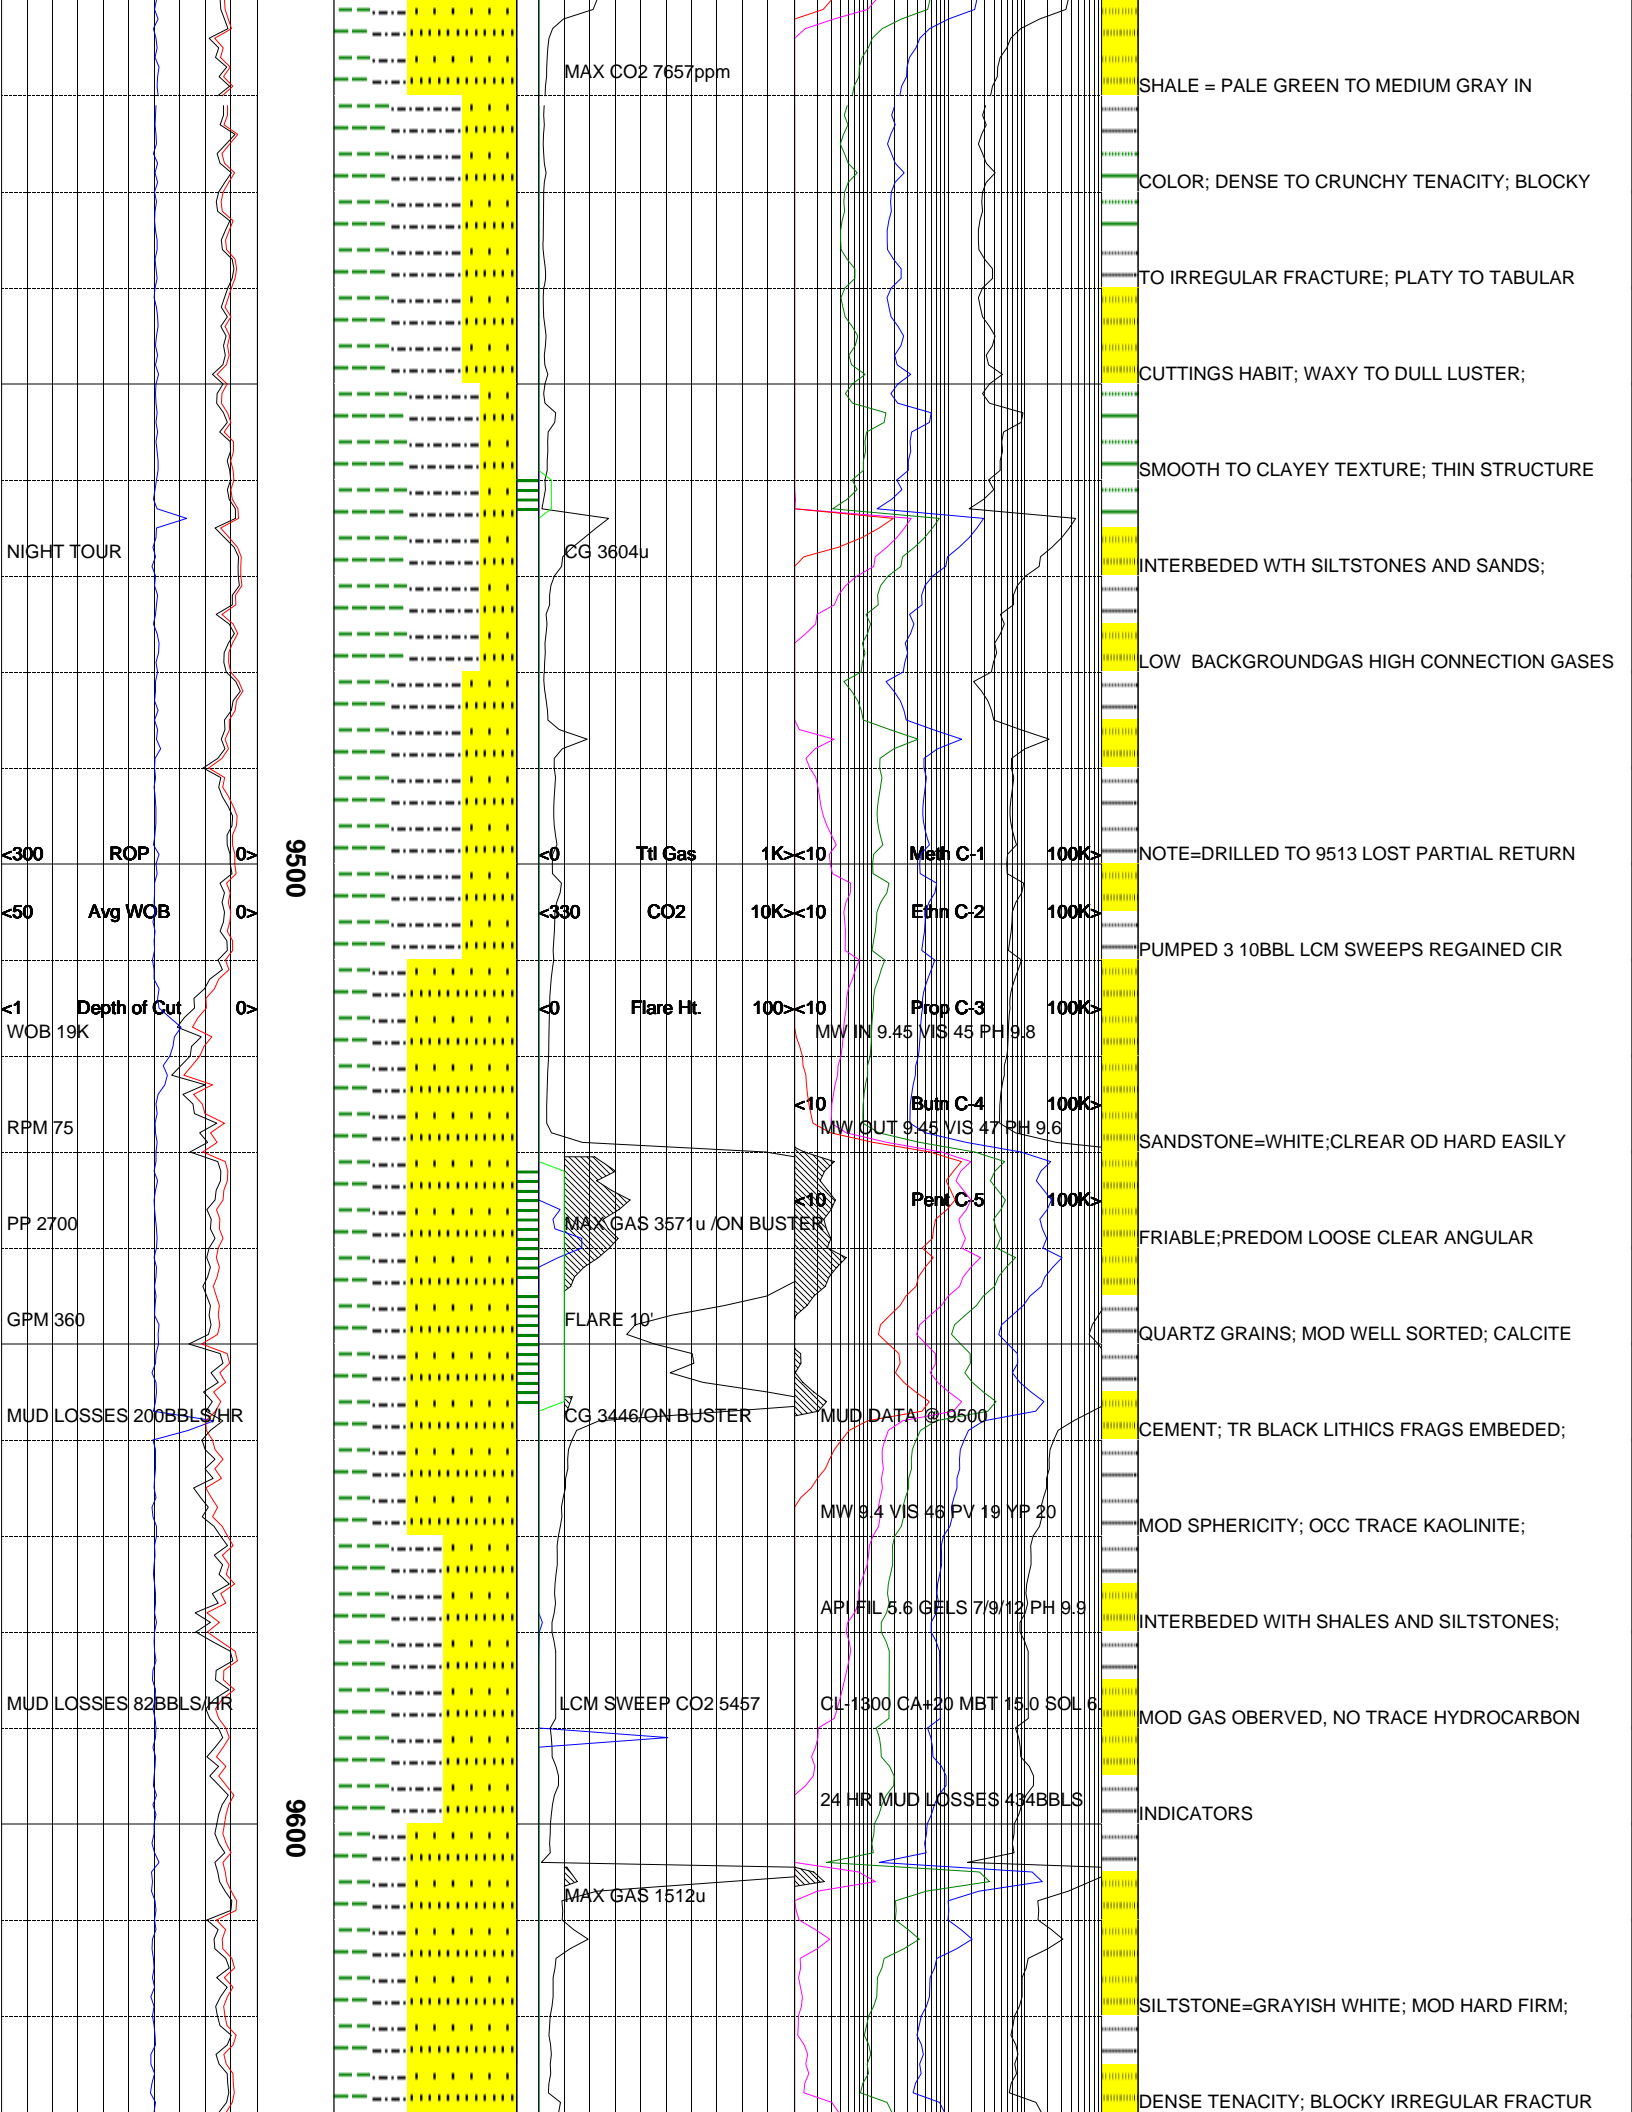 MAX CO2 7657ppm
SHALE = PALE GREEN TO MEDIUM GRAY IN
COLOR; DENSE TO CRUNCHY TENACITY; BLOCKY
TO IRREGULAR FRACTURE; PLATY TO TABULAR
CUTTINGS HABIT; WAXY TO DULL LUSTER;
SMOOTH TO CLAYEY TEXTURE; THIN STRUCTURE
NIGHT TOUR
CG 3604u
INTERBEDED WTH SILTSTONES AND SANDS;
LOW BACKGROUNDGAS HIGH CONNECTION GASES
<300 ROP 0>
9500
<0 Ttl Gas 1K>
<10 Meth C-1 100K>
NOTE=DRILLED TO 9513 LOST PARTIAL RETURN
<50 Avg WOB 0>
<330 CO2 10K>
<10 Ethn C-2 100K>
PUMPED 3 10BBL LCM SWEEPS REGAINED CIR
<1 Depth of Cut 0>
<0 Flare Ht. 100>
<10 Prop C-3 100K>
WOB 19K
MW IN 9.45 VIS 45 PH 9.8
<10 Butn C-4 100K>
RPM 75
MW OUT 9.45 VIS 47 PH 9.6
SANDSTONE=WHITE;CLREAR OD HARD EASILY
<10 Pent C-5 100K>
PP 2700
MAX GAS 3571u /ON BUSTER
FRIABLE;PREDOM LOOSE CLEAR ANGULAR
GPM 360
FLARE 10'
QUARTZ GRAINS; MOD WELL SORTED; CALCITE
MUD LOSSES 200BBLS/HR
CG 3446/ON BUSTER
MUD DATA @ 9500
CEMENT; TR BLACK LITHICS FRAGS EMBEDED;
MW 9.4 VIS 46 PV 19 YP 20
MOD SPHERICITY; OCC TRACE KAOLINITE;
API FIL 5.6 GELS 7/9/12 PH 9.9
INTERBEDED WITH SHALES AND SILTSTONES;
MUD LOSSES 82BBLS/HR
LCM SWEEP CO2 5457
CL-1300 CA+20 MBT 15.0 SOL 6.
MOD GAS OBERVED, NO TRACE HYDROCARBON
9600
24 HR MUD LOSSES 434BBLS
INDICATORS
MAX GAS 1512u
SILTSTONE=GRAYISH WHITE; MOD HARD FIRM;
DENSE TENACITY; BLOCKY IRREGULAR FRACTUR